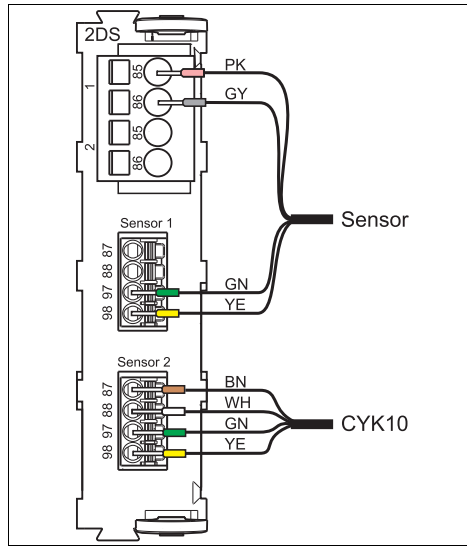 2DS
1
85
PK
86
GY
2
85
86
Sensor
Sensor 1
87
88
97
GN
98
YE
Sensor 2
87
BN
88
WH
97
GN
98
YE
CYK10